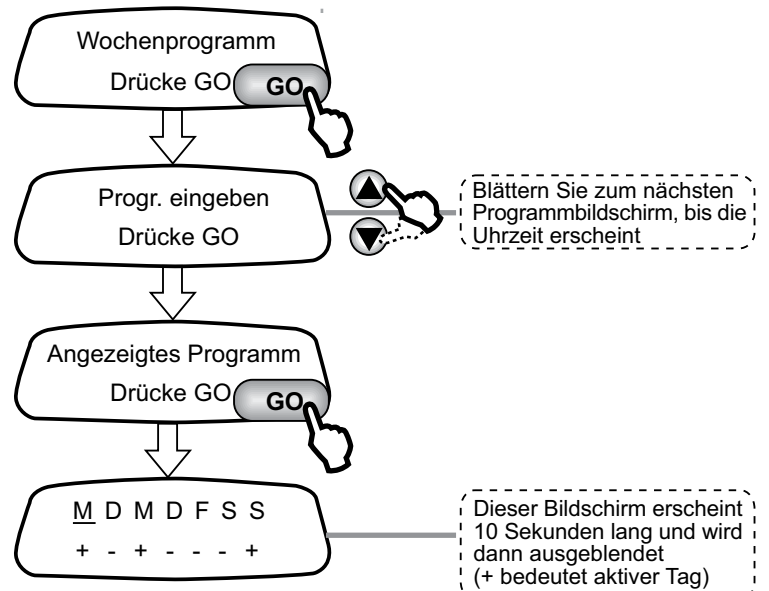 Wochenprogramm
Drücke GO GO
Progr. eingeben
Drücke GO
Blättern Sie zum nächsten
Programmbildschirm, bis die
Uhrzeit erscheint
Angezeigtes Programm
Drücke GO GO
M D M D F S S
+ - + - - - +
Dieser Bildschirm erscheint
10 Sekunden lang und wird
dann ausgeblendet
(+ bedeutet aktiver Tag)